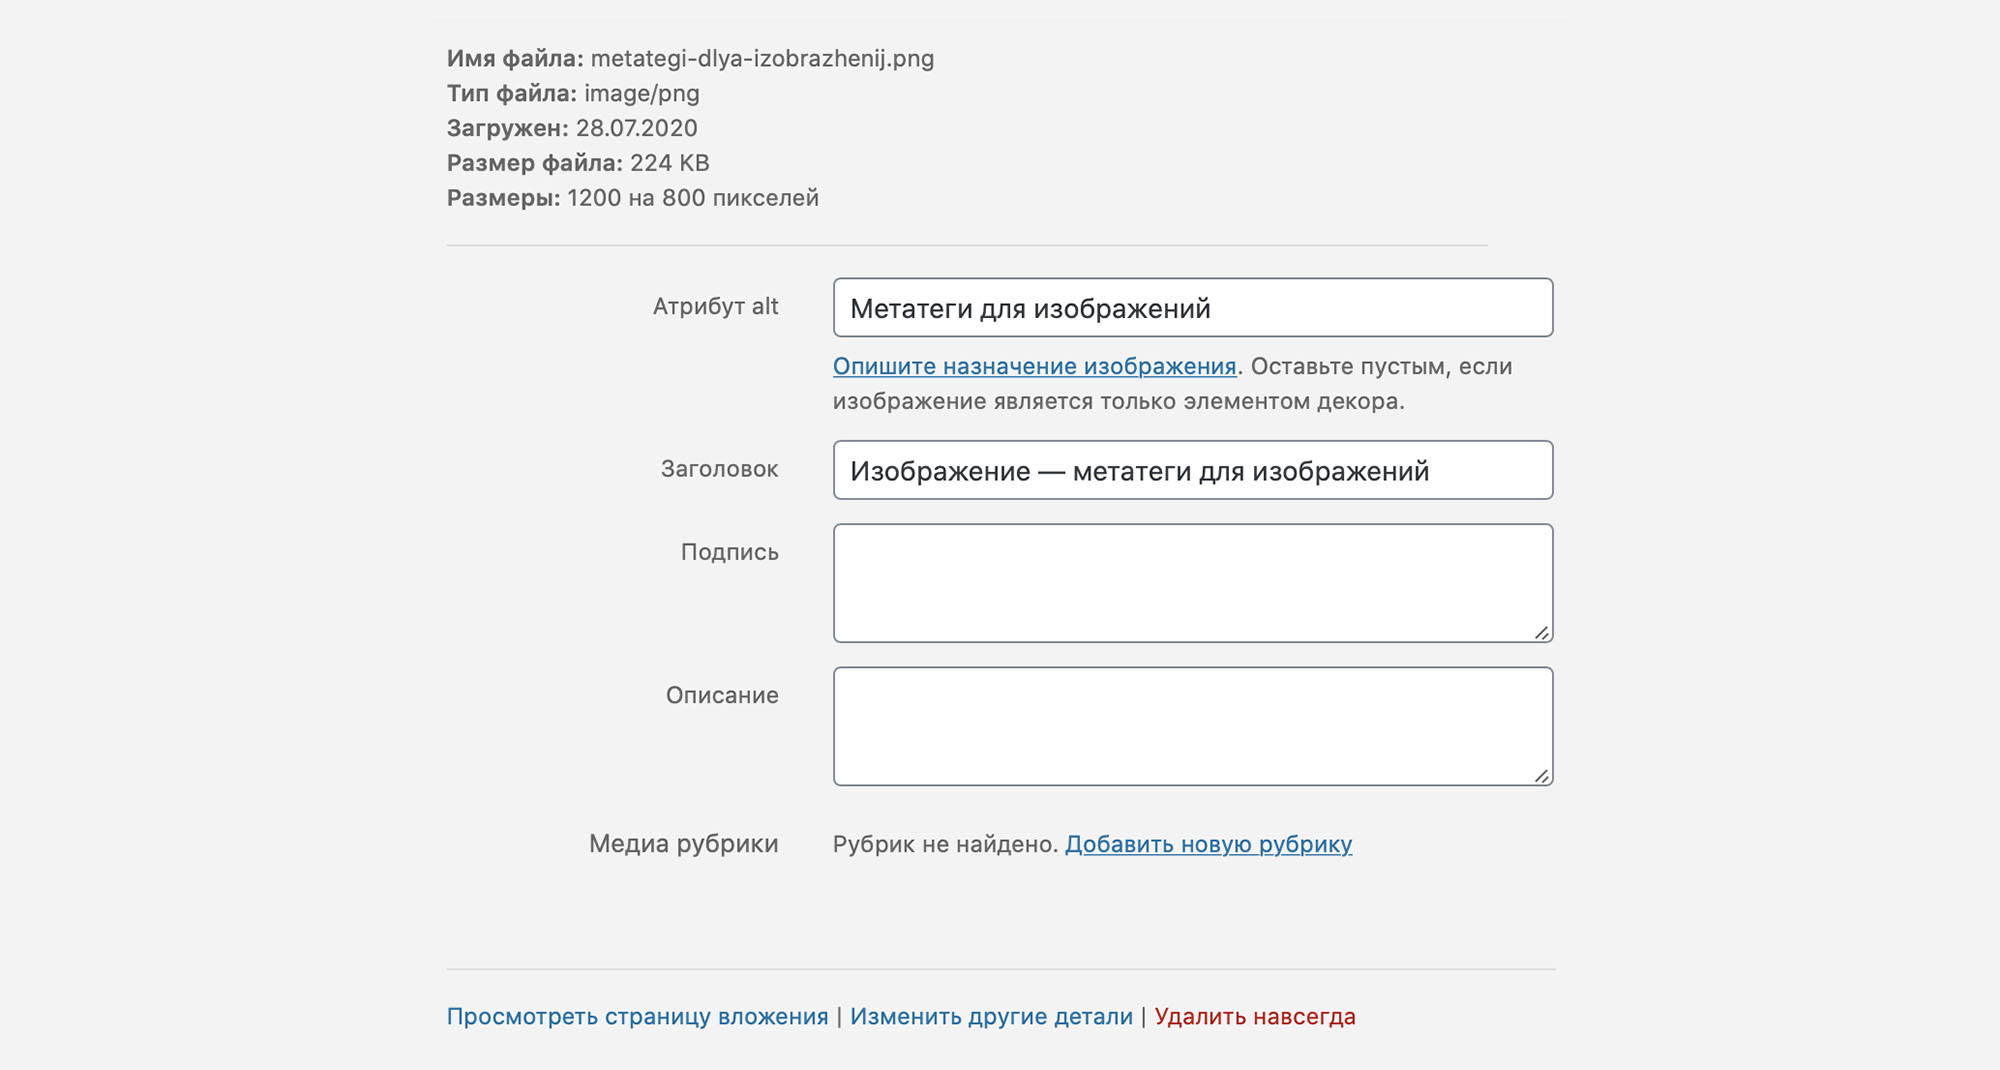 Имя файла: metategi-dlya-izobrazhenij.png
Тип файла: image/png
Загружен: 28.07.2020
Размер файла: 224 KB
Размеры: 1200 на 800 пикселей
Атрибут alt
Метатеги для изображений
Опишите назначение изображения. Оставьте пустым, если
изображение является только элементом декора.
Заголовок
Изображение — метатеги для изображений
Подпись
Описание
Медиа рубрики
Рубрик не найдено. Добавить новую рубрику
Просмотреть страницу вложения | Изменить другие детали | Удалить навсегда